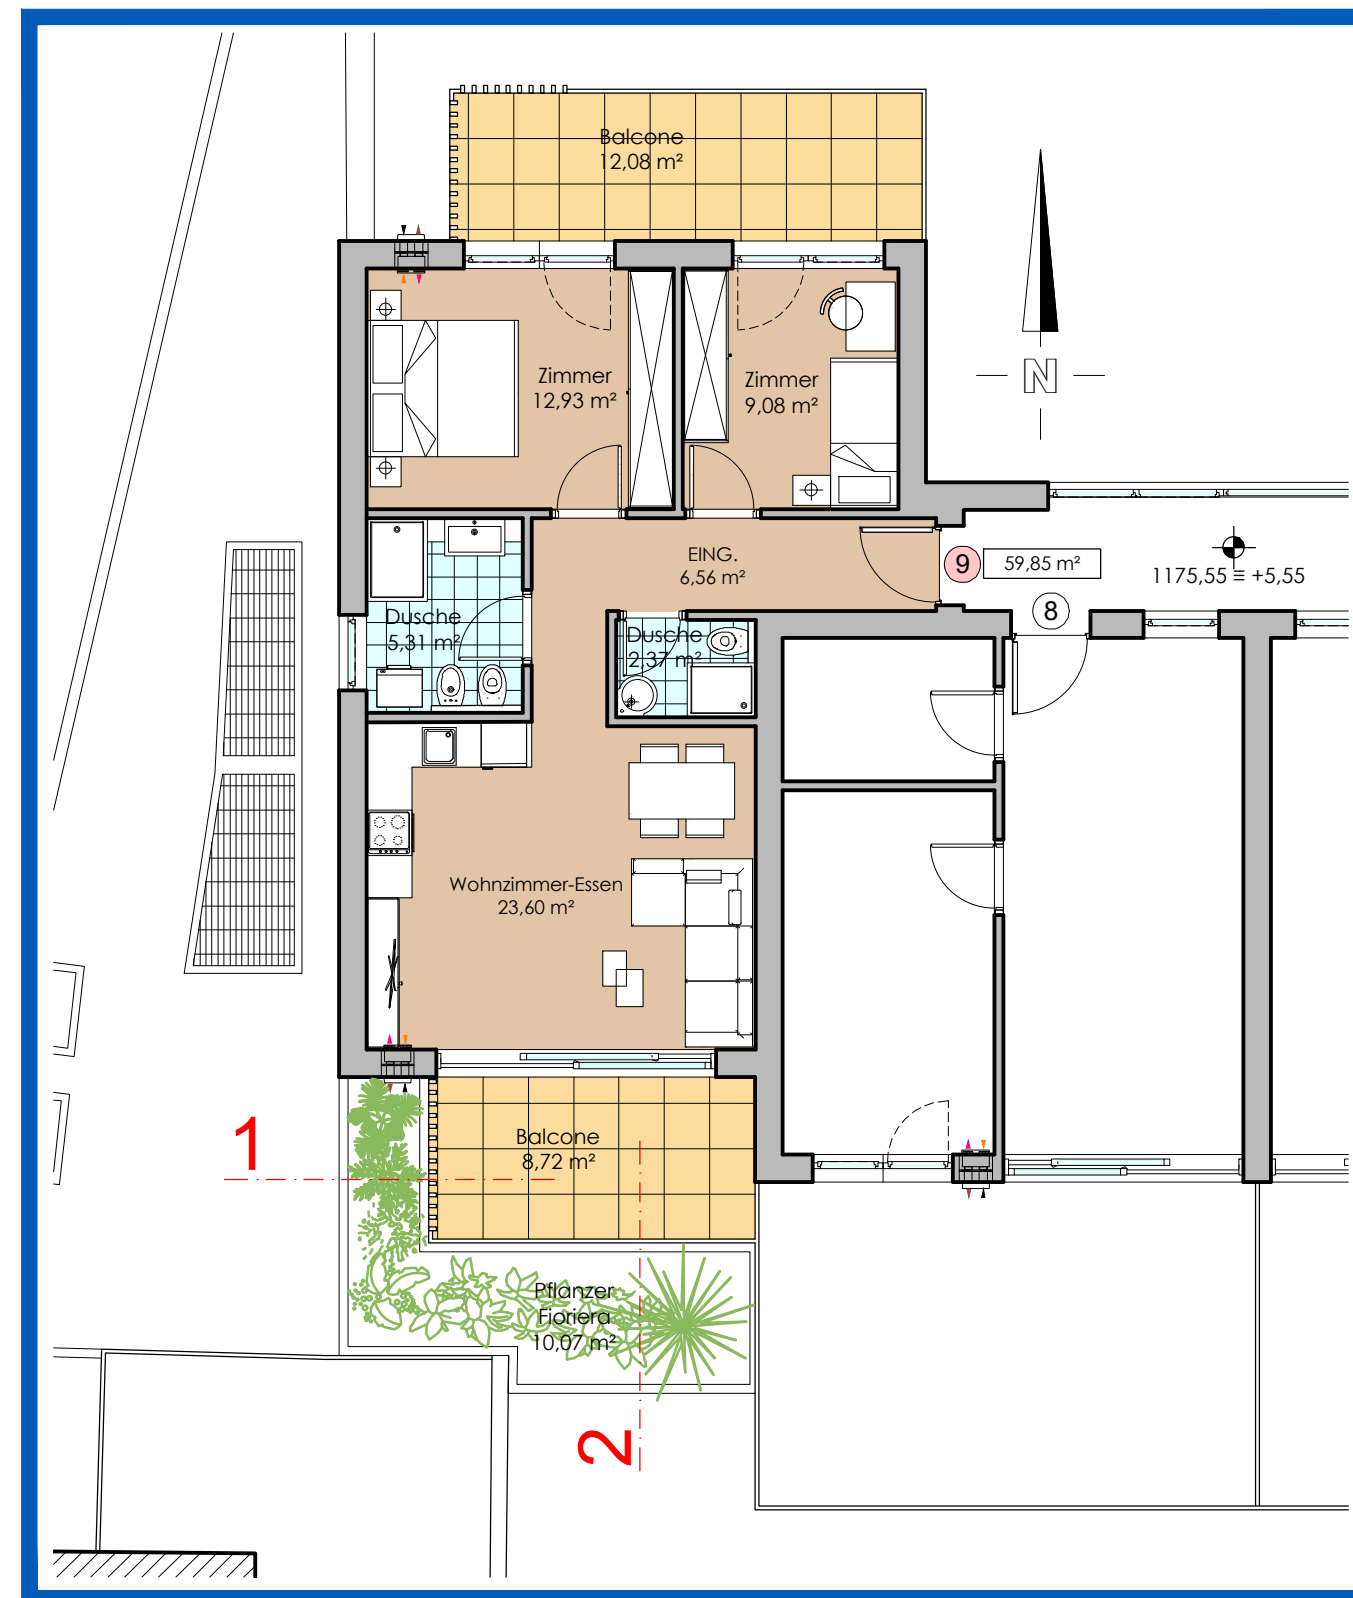 Balcone
12,08 m²
N
Zimmer
12,93 m²
Zimmer
9,08 m²
EING.
6,56 m²
9
59,85 m²
1175,55 ≡ +5,55
8
Dusche
5,31 m²
Dusche
2,37 m²
Wohnzimmer-Essen
23,60 m²
1
Balcone
8,72 m²
Pflanzer
Fioriera
10,07 m²
2